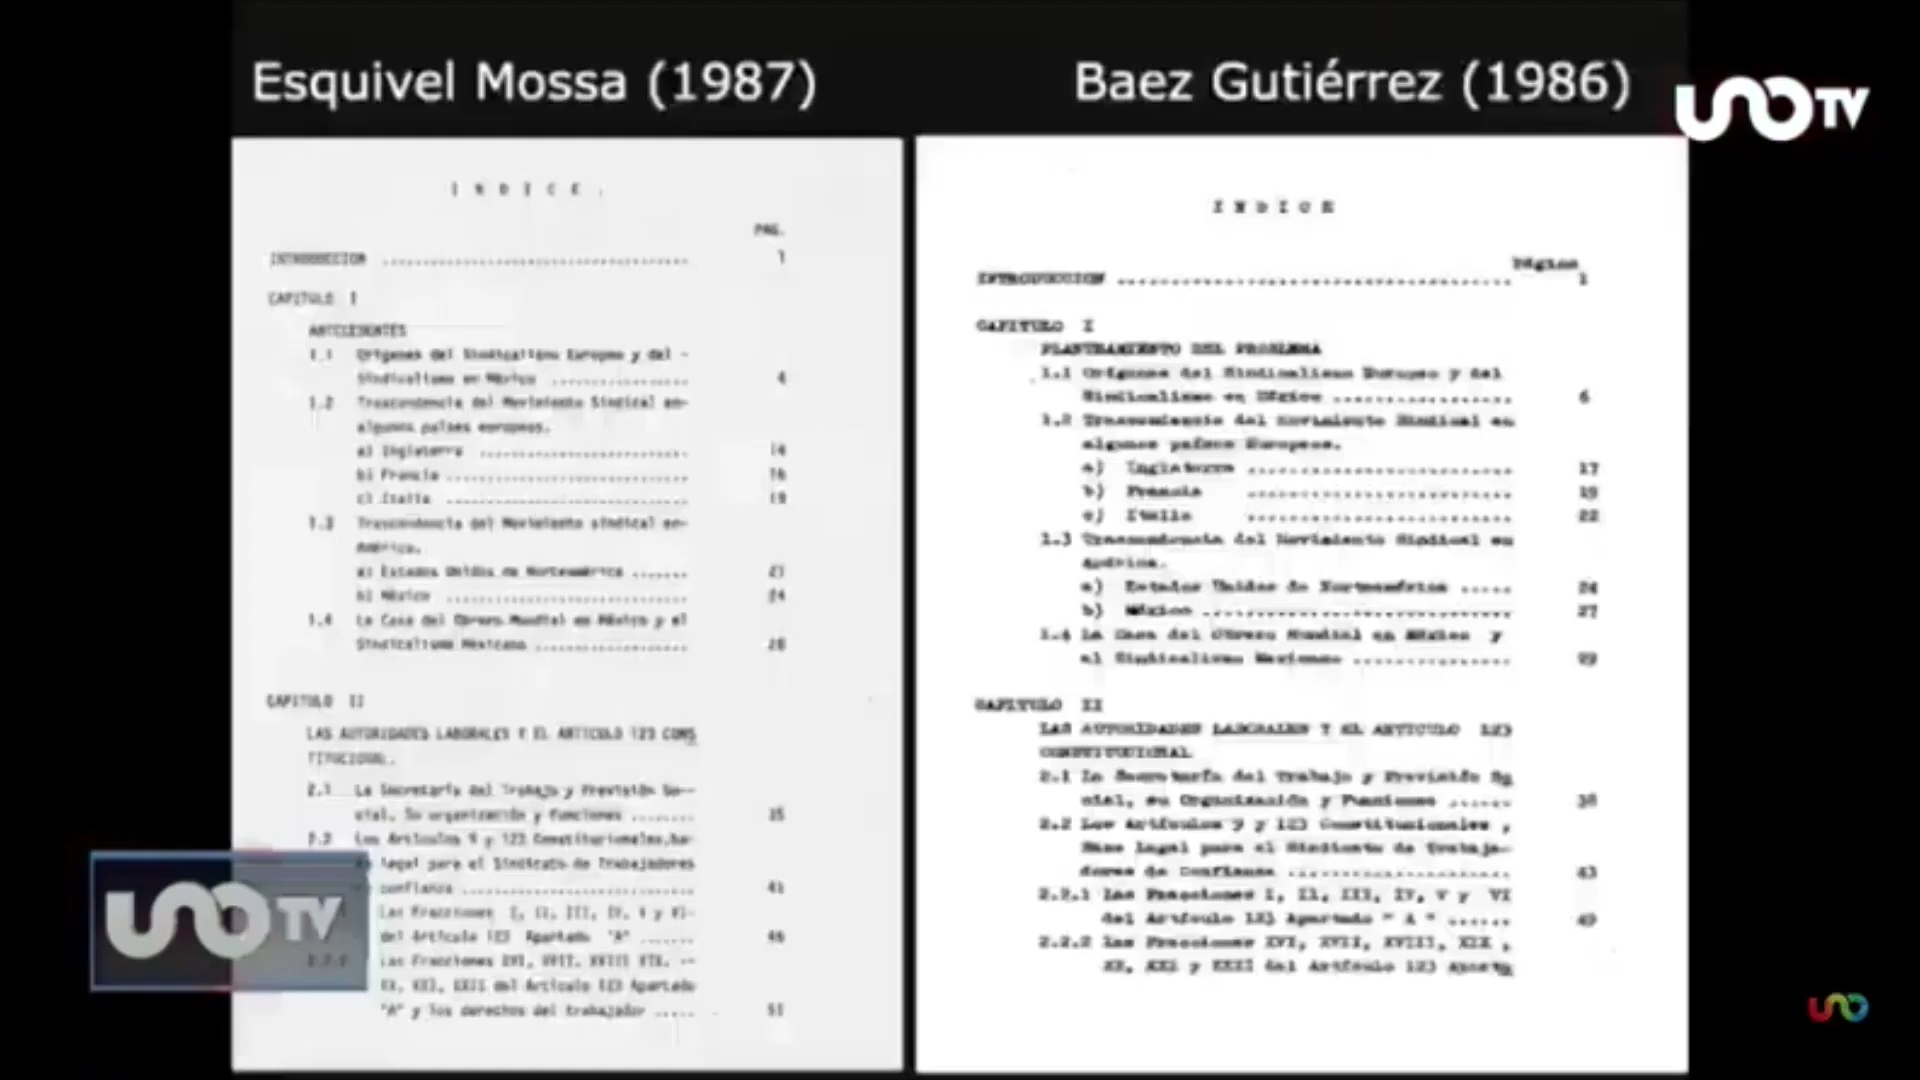 Esquivel Mossa (1987)
I N D I C E .
PAG.
INTRODUCCION ........................................ 1
CAPITULO I
ANTECEDENTES
1.1 Orígenes del Sindicalismo Europeo y del -
Sindicalismo en México .................. 4
1.2 Trascendencia del Movimiento Sindical en-
algunos países europeos.
a) Inglaterra ........................... 14
b) Francia ................................ 16
c) Italia ................................ 19
1.3 Trascendencia del Movimiento sindical en-
América.
a) Estados Unidos de Norteamérica ....... 21
b) México ................................ 24
1.4 La Casa del Obrero Mundial en México y el
Sindicalismo Mexicano .................... 28
CAPITULO II
LAS AUTORIDADES LABORALES Y EL ARTICULO 123 CONS
TITUCIONAL.
2.1 La Secretaría del Trabajo y Previsión So--
cial, Su organización y funciones ........ 35
2.2 Los Artículos 9 y 123 Constitucionales,ba-
legal para el Sindicato de Trabajadores
confianza .............................. 41
Las Fracciones I, II, III, IV, V y VI-
del Artículo 123 Apartado "A" ....... 46
Las Fracciones XVI, XVII, XVIII XIX, --
XX, XXI, XXII del Artículo 123 Apartado
"A" y los derechos del trabajador ..... 51
Baez Gutiérrez (1986)
I N D I C E
Página
INTRODUCCION ..................................... 1
CAPITULO I
PLANTEAMIENTO DEL PROBLEMA
1.1 Orígenes del Sindicalismo Europeo y del
Sindicalismo en México .................. 6
1.2 Transcendencia del Movimiento Sindical en
algunos países Europeos.
a) Inglaterra ............................ 17
b) Francia ............................ 19
c) Italia ............................ 22
1.3 Transcendencia del Movimiento Sindical en
América.
a) Estados Unidos de Norteamérica ..... 24
b) México ................................ 27
1.4 La Casa del Obrero Mundial en México y
el Sindicalismo Mexicano ................ 29
CAPITULO II
LAS AUTORIDADES LABORALES Y EL ARTICULO 123
CONSTITUCIONAL
2.1 La Secretaría del Trabajo y Previsión So
cial, su Organización y Funciones ...... 38
2.2 Los Artículos 9 y 123 Constitucionales ,
Base Legal para el Sindicato de Trabaja-
dores de Confianza ........................ 43
2.2.1 Las Fracciones I, II, III, IV, V y VI
del Artículo 123 Apartado " A " ...... 49
2.2.2 Las Fracciones XVI, XVII, XVIII, XIX ,
XX, XXI y XXII del Artículo 123 Aparta
UNO TV
UNO TV
UNO